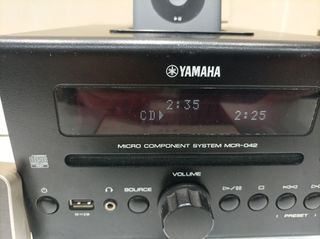 YAMAHA
2:35
CD 2:25
MICRO COMPONENT SYSTEM MCR-042
VOLUME
SOURCE
PRESET